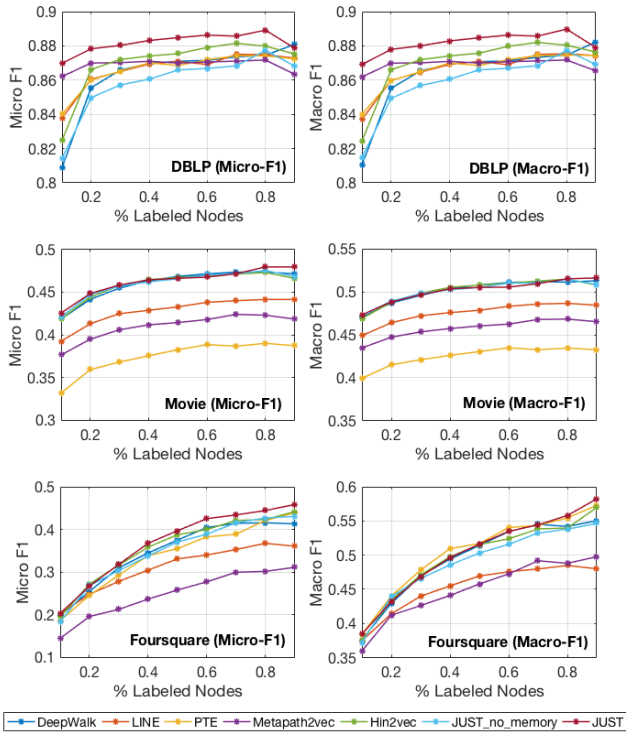 0.9
0.88
0.86
0.84
0.82
0.8
Micro F1
0.2 0.4 0.6 0.8
% Labeled Nodes
DBLP (Micro-F1)
0.9
0.88
0.86
0.84
0.82
0.8
Macro F1
0.2 0.4 0.6 0.8
% Labeled Nodes
DBLP (Macro-F1)
0.5
0.45
0.4
0.35
0.3
Micro F1
0.2 0.4 0.6 0.8
% Labeled Nodes
Movie (Micro-F1)
0.55
0.5
0.45
0.4
0.35
Macro F1
0.2 0.4 0.6 0.8
% Labeled Nodes
Movie (Macro-F1)
0.5
0.4
0.3
0.2
0.1
Micro F1
0.2 0.4 0.6 0.8
% Labeled Nodes
Foursquare (Micro-F1)
0.6
0.55
0.5
0.45
0.4
0.35
Macro F1
0.2 0.4 0.6 0.8
% Labeled Nodes
Foursquare (Macro-F1)
DeepWalk LINE PTE Metapath2vec Hin2vec JUST_no_memory JUST